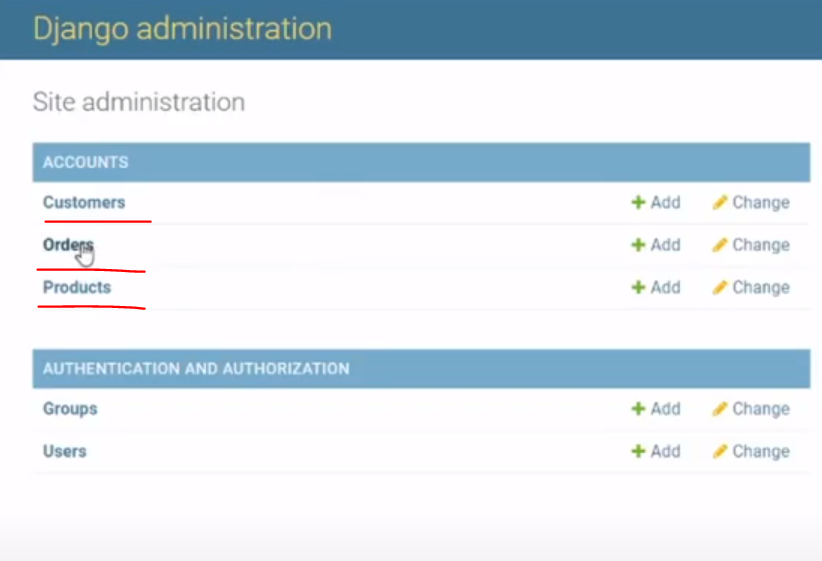 Django administration
Site administration
ACCOUNTS
Customers Add Change
Orders Add Change
Products Add Change
AUTHENTICATION AND AUTHORIZATION
Groups Add Change
Users Add Change